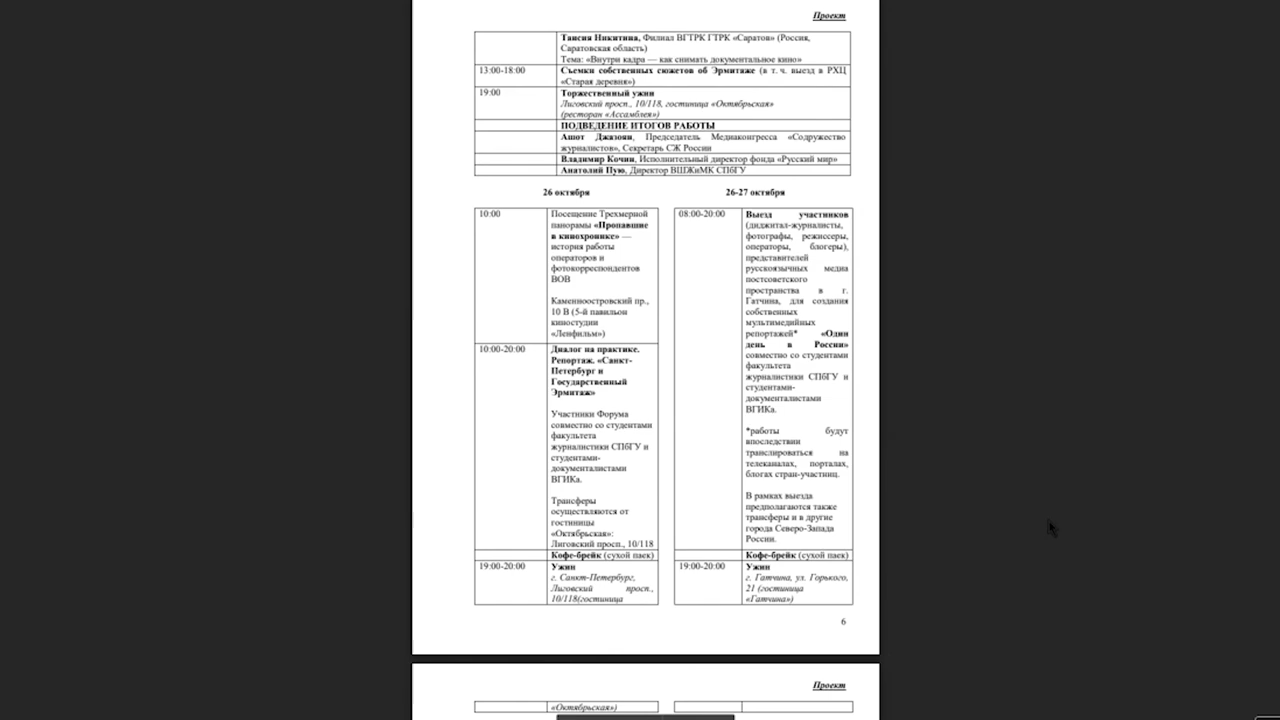 Проект
Таисия Никитина, Филиал ВГТРК ГТРК «Саратов» (Россия,
Саратовская область)
Тема: «Внутри кадра — как снимать документальное кино»
13:00-18:00
Съемки собственных сюжетов об Эрмитаже (в т. ч. выезд в РХЦ
«Старая деревня»)
19:00
Торжественный ужин
Лиговский просп., 10/118, гостиница «Октябрьская»
(ресторан «Ассамблея»)
ПОДВЕДЕНИЕ ИТОГОВ РАБОТЫ
Ашот Джазоян, Председатель Медиаконгресса «Содружество
журналистов», Секретарь СЖ России
Владимир Кочин, Исполнительный директор фонда «Русский мир»
Анатолий Пую, Директор ВШЖиМК СПбГУ
26 октября
10:00
Посещение Трехмерной
панорамы «Пропавшие
в кинохронике» —
история работы
операторов и
фотокорреспондентов
ВОВ
Каменноостровский пр.,
10 В (5-й павильон
киностудии
«Ленфильм»)
10:00-20:00
Диалог на практике.
Репортаж. «Санкт-
Петербург и
Государственный
Эрмитаж»
Участники Форума
совместно со студентами
факультета
журналистики СПбГУ и
студентами-
документалистами
ВГИКа.
Трансферы
осуществляются от
гостиницы
«Октябрьская»:
Лиговский просп., 10/118
Кофе-брейк (сухой паек)
19:00-20:00
Ужин
г. Санкт-Петербург,
Лиговский просп.,
10/118(гостиница
26-27 октября
08:00-20:00
Выезд участников
(диджитал-журналисты,
фотографы, режиссеры,
операторы, блогеры),
представителей
русскоязычных медиа
постсоветского
пространства в г.
Гатчина, для создания
собственных
мультимедийных
репортажей* «Один
день в России»
совместно со студентами
факультета
журналистики СПбГУ и
студентами-
документалистами
ВГИКа.
*работы будут
впоследствии
транслироваться на
телеканалах, порталах,
блогах стран-участниц.
В рамках выезда
предполагаются также
трансферы и в другие
города Северо-Запада
России.
Кофе-брейк (сухой паек)
19:00-20:00
Ужин
г. Гатчина, ул. Горького,
21 (гостиница
«Гатчина»)
6
Проект
«Октябрьская»)